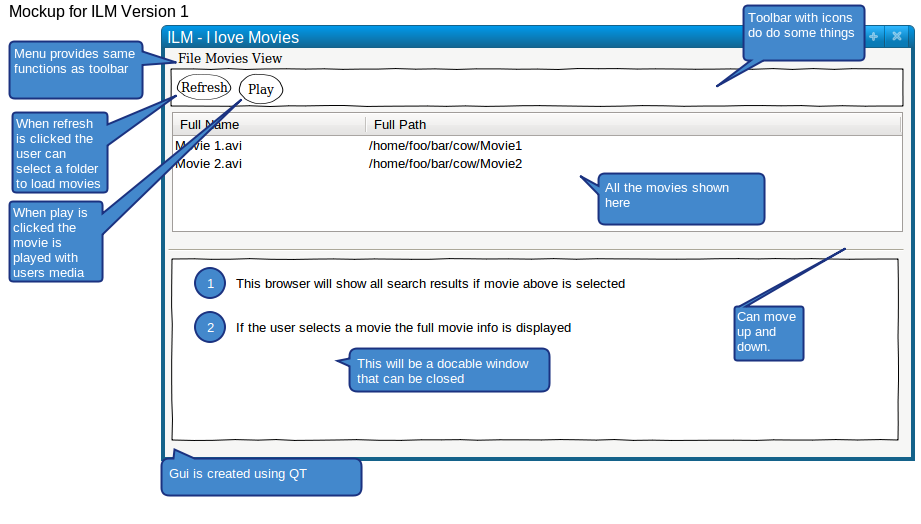 Mockup for ILM Version 1
Toolbar with icons
do do some things
ILM - I love Movies
Menu provides same
functions as toolbar
File Movies View
Refresh
Play
When refresh
is clicked the
user can
select a folder
to load movies
Full Name
Full Path
Movie 1.avi
/home/foo/bar/cow/Movie1
Movie 2.avi
/home/foo/bar/cow/Movie2
All the movies shown
here
When play is
clicked the
movie is
played with
users media
1
This browser will show all search results if movie above is selected
2
If the user selects a movie the full movie info is displayed
Can move
up and
down.
This will be a docable window
that can be closed
Gui is created using QT